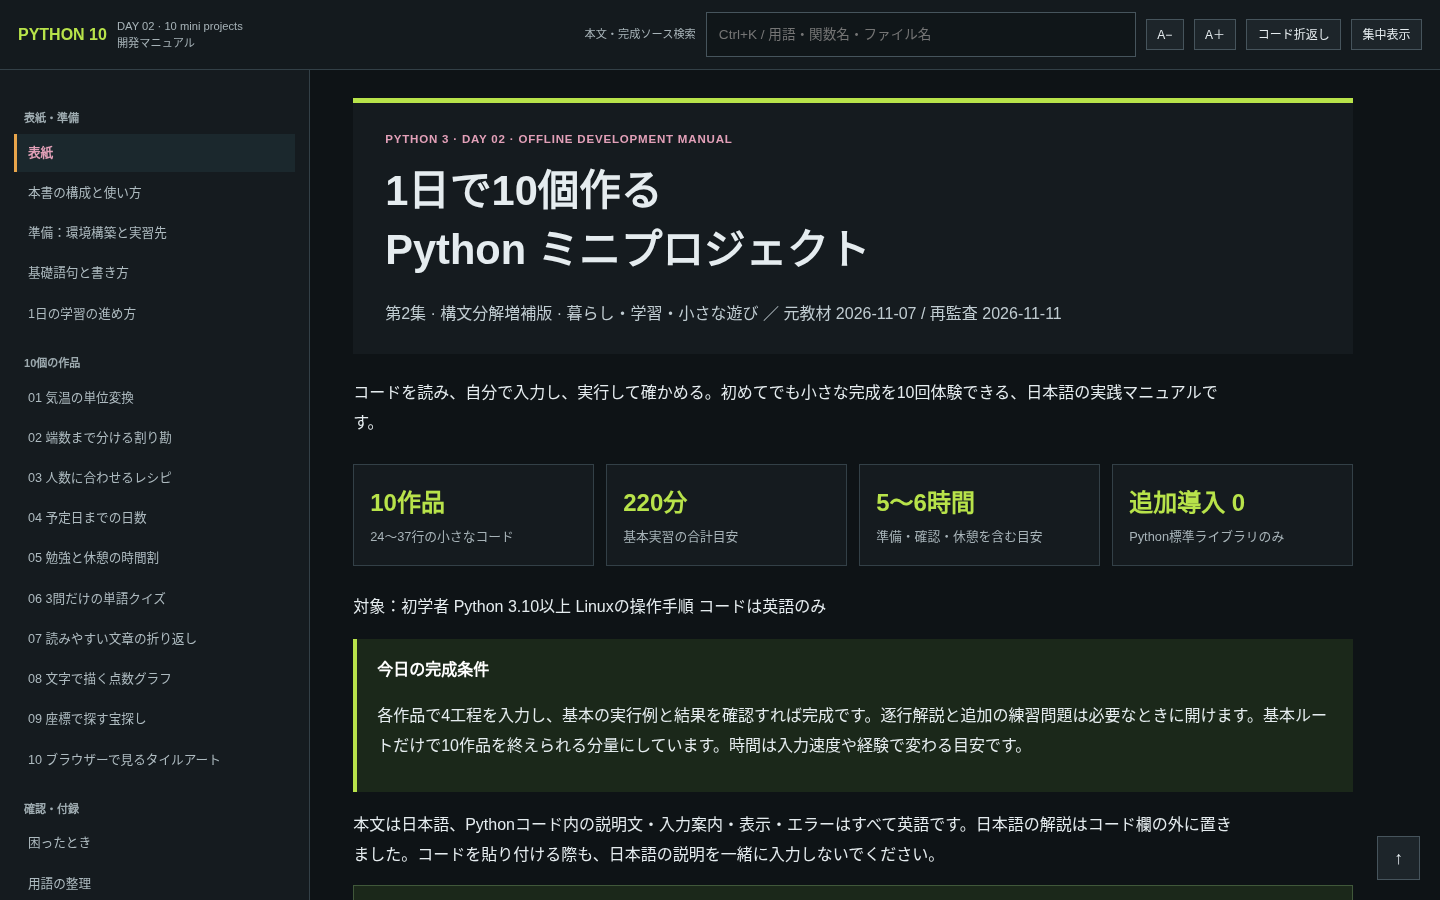 PYTHON 10
DAY 02 · 10 mini projects
開発マニュアル
本文・完成ソース検索
Ctrl+K / 用語・関数名・ファイル名
A−
A＋
コード折返し
集中表示
表紙・準備
表紙
本書の構成と使い方
準備：環境構築と実習先
基礎語句と書き方
1日の学習の進め方
10個の作品
01 気温の単位変換
02 端数まで分ける割り勘
03 人数に合わせるレシピ
04 予定日までの日数
05 勉強と休憩の時間割
06 3問だけの単語クイズ
07 読みやすい文章の折り返し
08 文字で描く点数グラフ
09 座標で探す宝探し
10 ブラウザーで見るタイルアート
確認・付録
困ったとき
用語の整理
PYTHON 3 · DAY 02 · OFFLINE DEVELOPMENT MANUAL
1日で10個作る
Python ミニプロジェクト
第2集 · 構文分解増補版 · 暮らし・学習・小さな遊び ／ 元教材 2026-11-07 / 再監査 2026-11-11
コードを読み、自分で入力し、実行して確かめる。初めてでも小さな完成を10回体験できる、日本語の実践マニュアルで
す。
10作品
24〜37行の小さなコード
220分
基本実習の合計目安
5〜6時間
準備・確認・休憩を含む目安
追加導入 0
Python標準ライブラリのみ
対象：初学者 Python 3.10以上 Linuxの操作手順 コードは英語のみ
今日の完成条件
各作品で4工程を入力し、基本の実行例と結果を確認すれば完成です。逐行解説と追加の練習問題は必要なときに開けます。基本ルー
トだけで10作品を終えられる分量にしています。時間は入力速度や経験で変わる目安です。
本文は日本語、Pythonコード内の説明文・入力案内・表示・エラーはすべて英語です。日本語の解説はコード欄の外に置き
ました。コードを貼り付ける際も、日本語の説明を一緒に入力しないでください。
↑